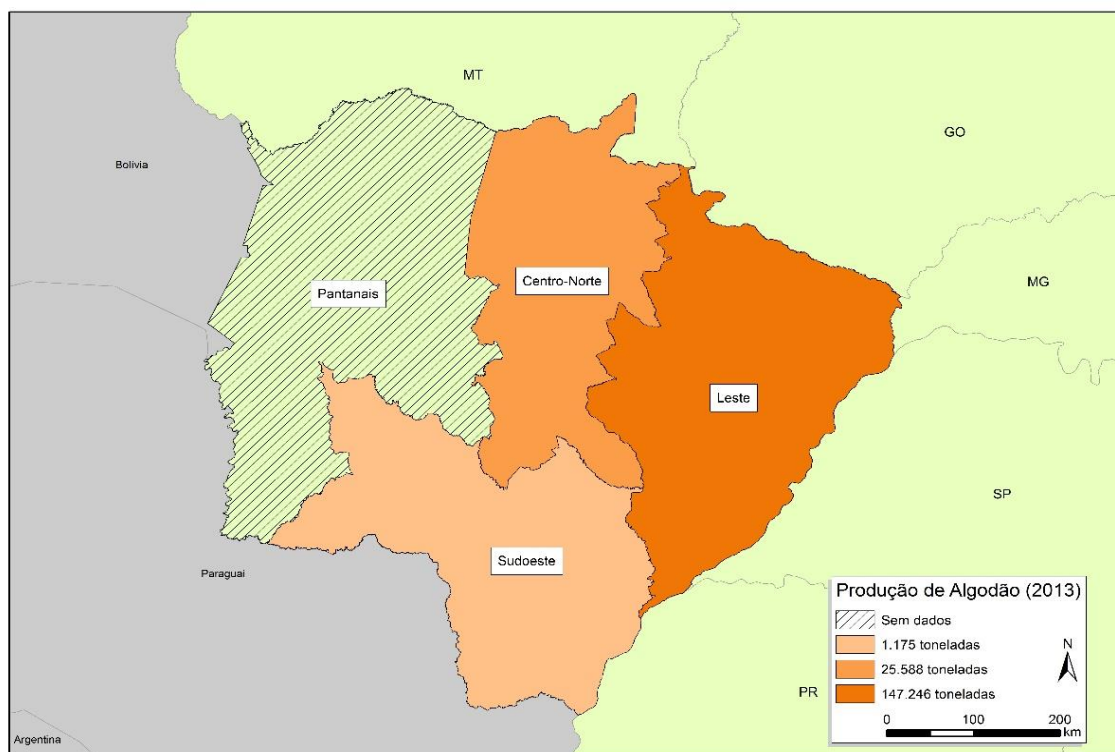 MT
GO
Bolívia
Centro-Norte
MG
Pantanais
Leste
SP
Sudoeste
Paraguai
Produção de Algodão (2013)
Sem dados
1.175 toneladas
N
25.588 toneladas
147.246 toneladas
PR
0 100 200
km
Argentina